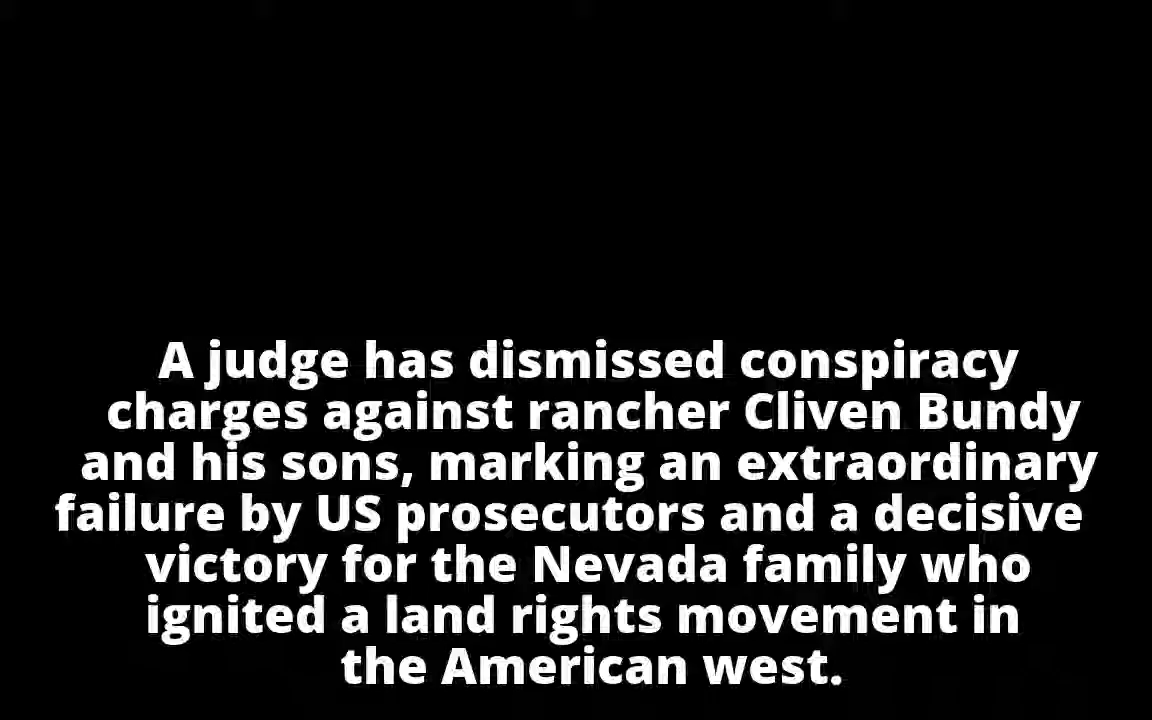 A judge has dismissed conspiracy
charges against rancher Cliven Bundy
and his sons, marking an extraordinary
failure by US prosecutors and a decisive
victory for the Nevada family who
ignited a land rights movement in
the American west.